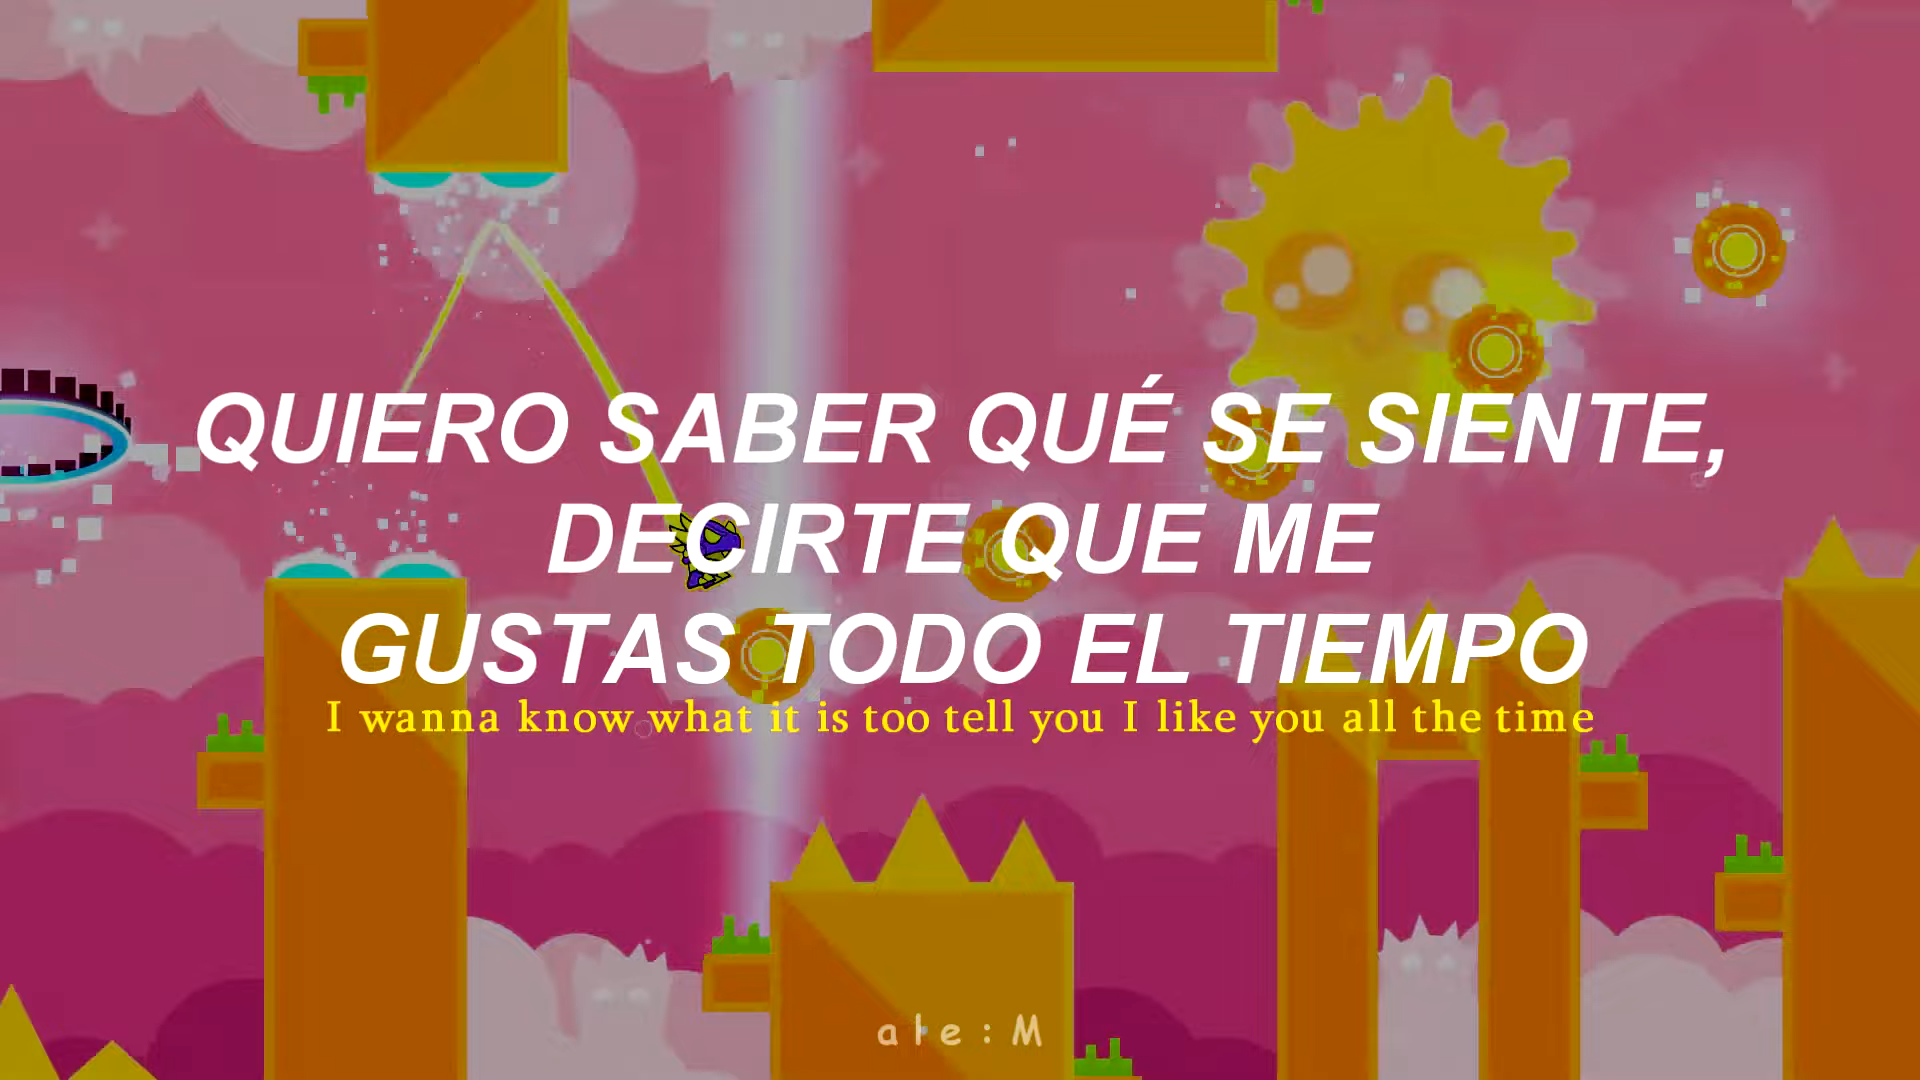 QUIERO SABER QUÉ SE SIENTE,
DECIRTE QUE ME
GUSTAS TODO EL TIEMPO
I wanna know what it is too tell you I like you all the time
ale:M